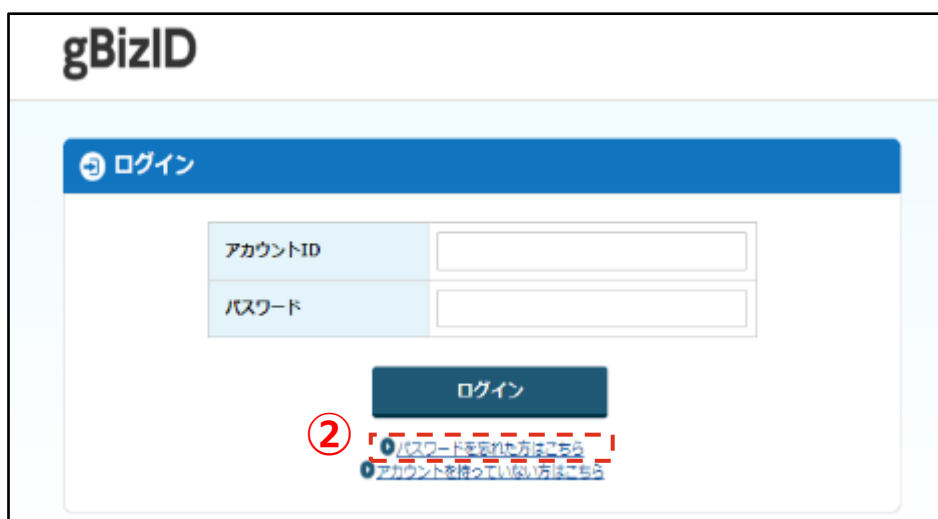 gBizID
ログイン
アカウントID
パスワード
ログイン
②
パスワードを忘れた方はこちら
アカウントを持っていない方はこちら